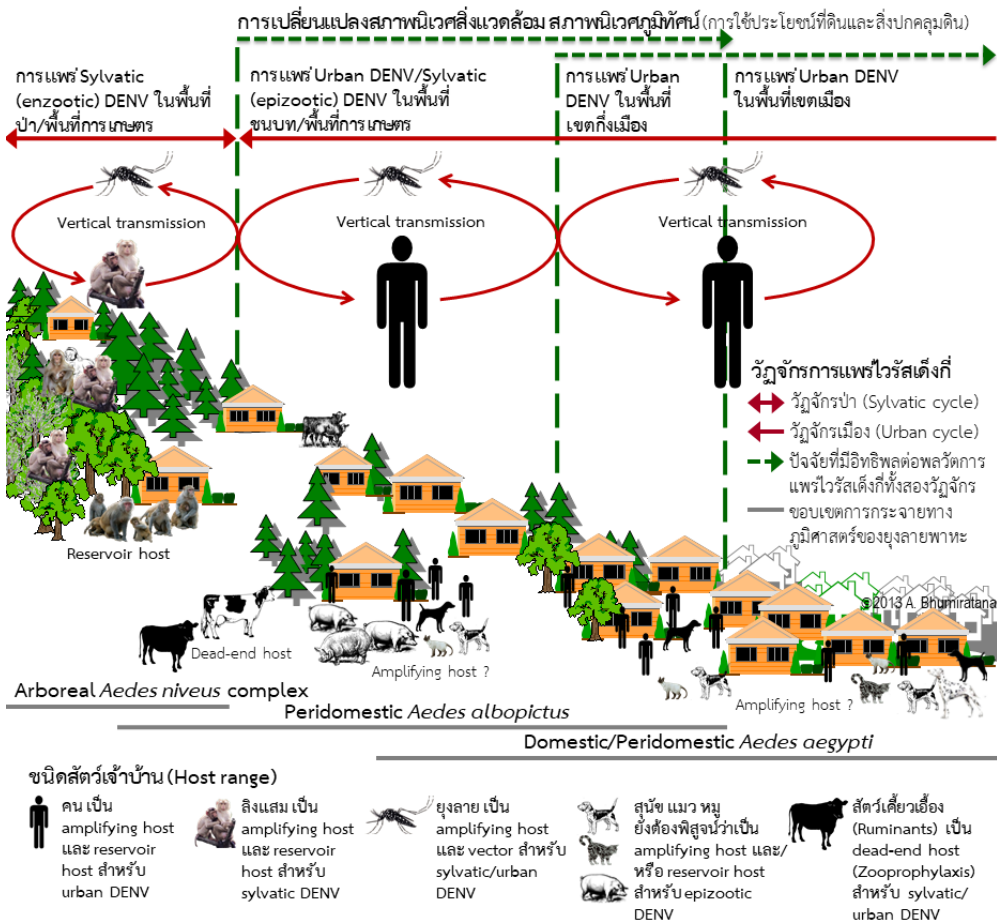 การเปลี่ยนแปลงสภาพนิเวศสิ่งแวดล้อม สภาพนิเวศภูมิทัศน์ (การใช้ประโยชน์ที่ดินและสิ่งปกคลุมดิน)
การแพร่ Sylvatic
(enzootic) DENV ในพื้นที่
ป่า/พื้นที่การเกษตร
การแพร่ Urban DENV/Sylvatic
(epizootic) DENV ในพื้นที่
ชนบท/พื้นที่การเกษตร
การแพร่ Urban
DENV ในพื้นที่
เขตกึ่งเมือง
การแพร่ Urban DENV
ในพื้นที่เขตเมือง
Vertical transmission
Vertical transmission
Vertical transmission
วัฏจักรการแพร่ไวรัสเด็งกี่
วัฏจักรป่า (Sylvatic cycle)
วัฏจักรเมือง (Urban cycle)
ปัจจัยที่มีอิทธิพลต่อพลวัตการ
แพร่ไวรัสเด็งกี่ทั้งสองวัฏจักร
ขอบเขตการกระจายทาง
ภูมิศาสตร์ของยุงลายพาหะ
Reservoir host
©2013 A. Bhumiratana
Dead-end host
Amplifying host ?
Amplifying host ?
Arboreal Aedes niveus complex
Peridomestic Aedes albopictus
Domestic/Peridomestic Aedes aegypti
ชนิดสัตว์เจ้าบ้าน (Host range)
คน เป็น
amplifying host
และ reservoir
host สำหรับ
urban DENV
ลิงแสม เป็น
amplifying host
และ reservoir
host สำหรับ
sylvatic DENV
ยุงลาย เป็น
amplifying host
และ vector สำหรับ
sylvatic/urban
DENV
สุนัข แมว หมู
ยังต้องพิสูจน์ว่าเป็น
amplifying host และ/
หรือ reservoir host
สำหรับ epizootic
DENV
สัตว์เคี้ยวเอื้อง
(Ruminants) เป็น
dead-end host
(Zooprophylaxis)
สำหรับ sylvatic/
urban DENV